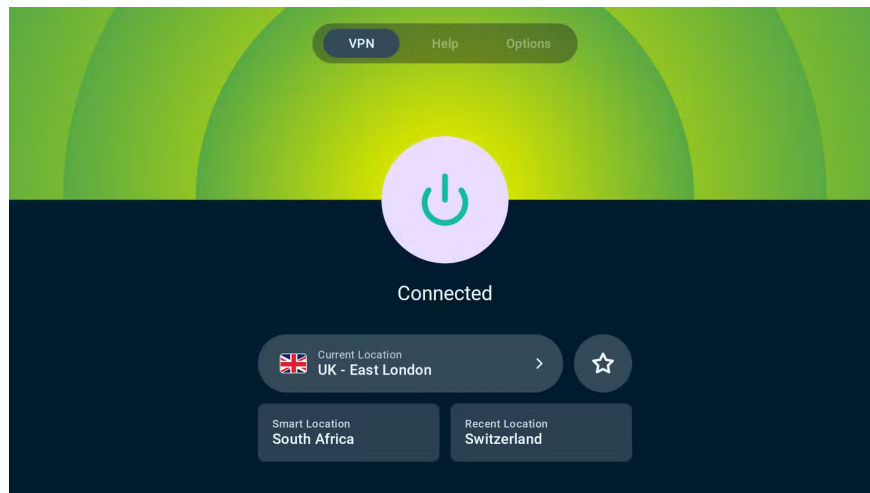 VPN Help Options
Connected
Current Location
UK - East London
Smart Location
South Africa
Recent Location
Switzerland